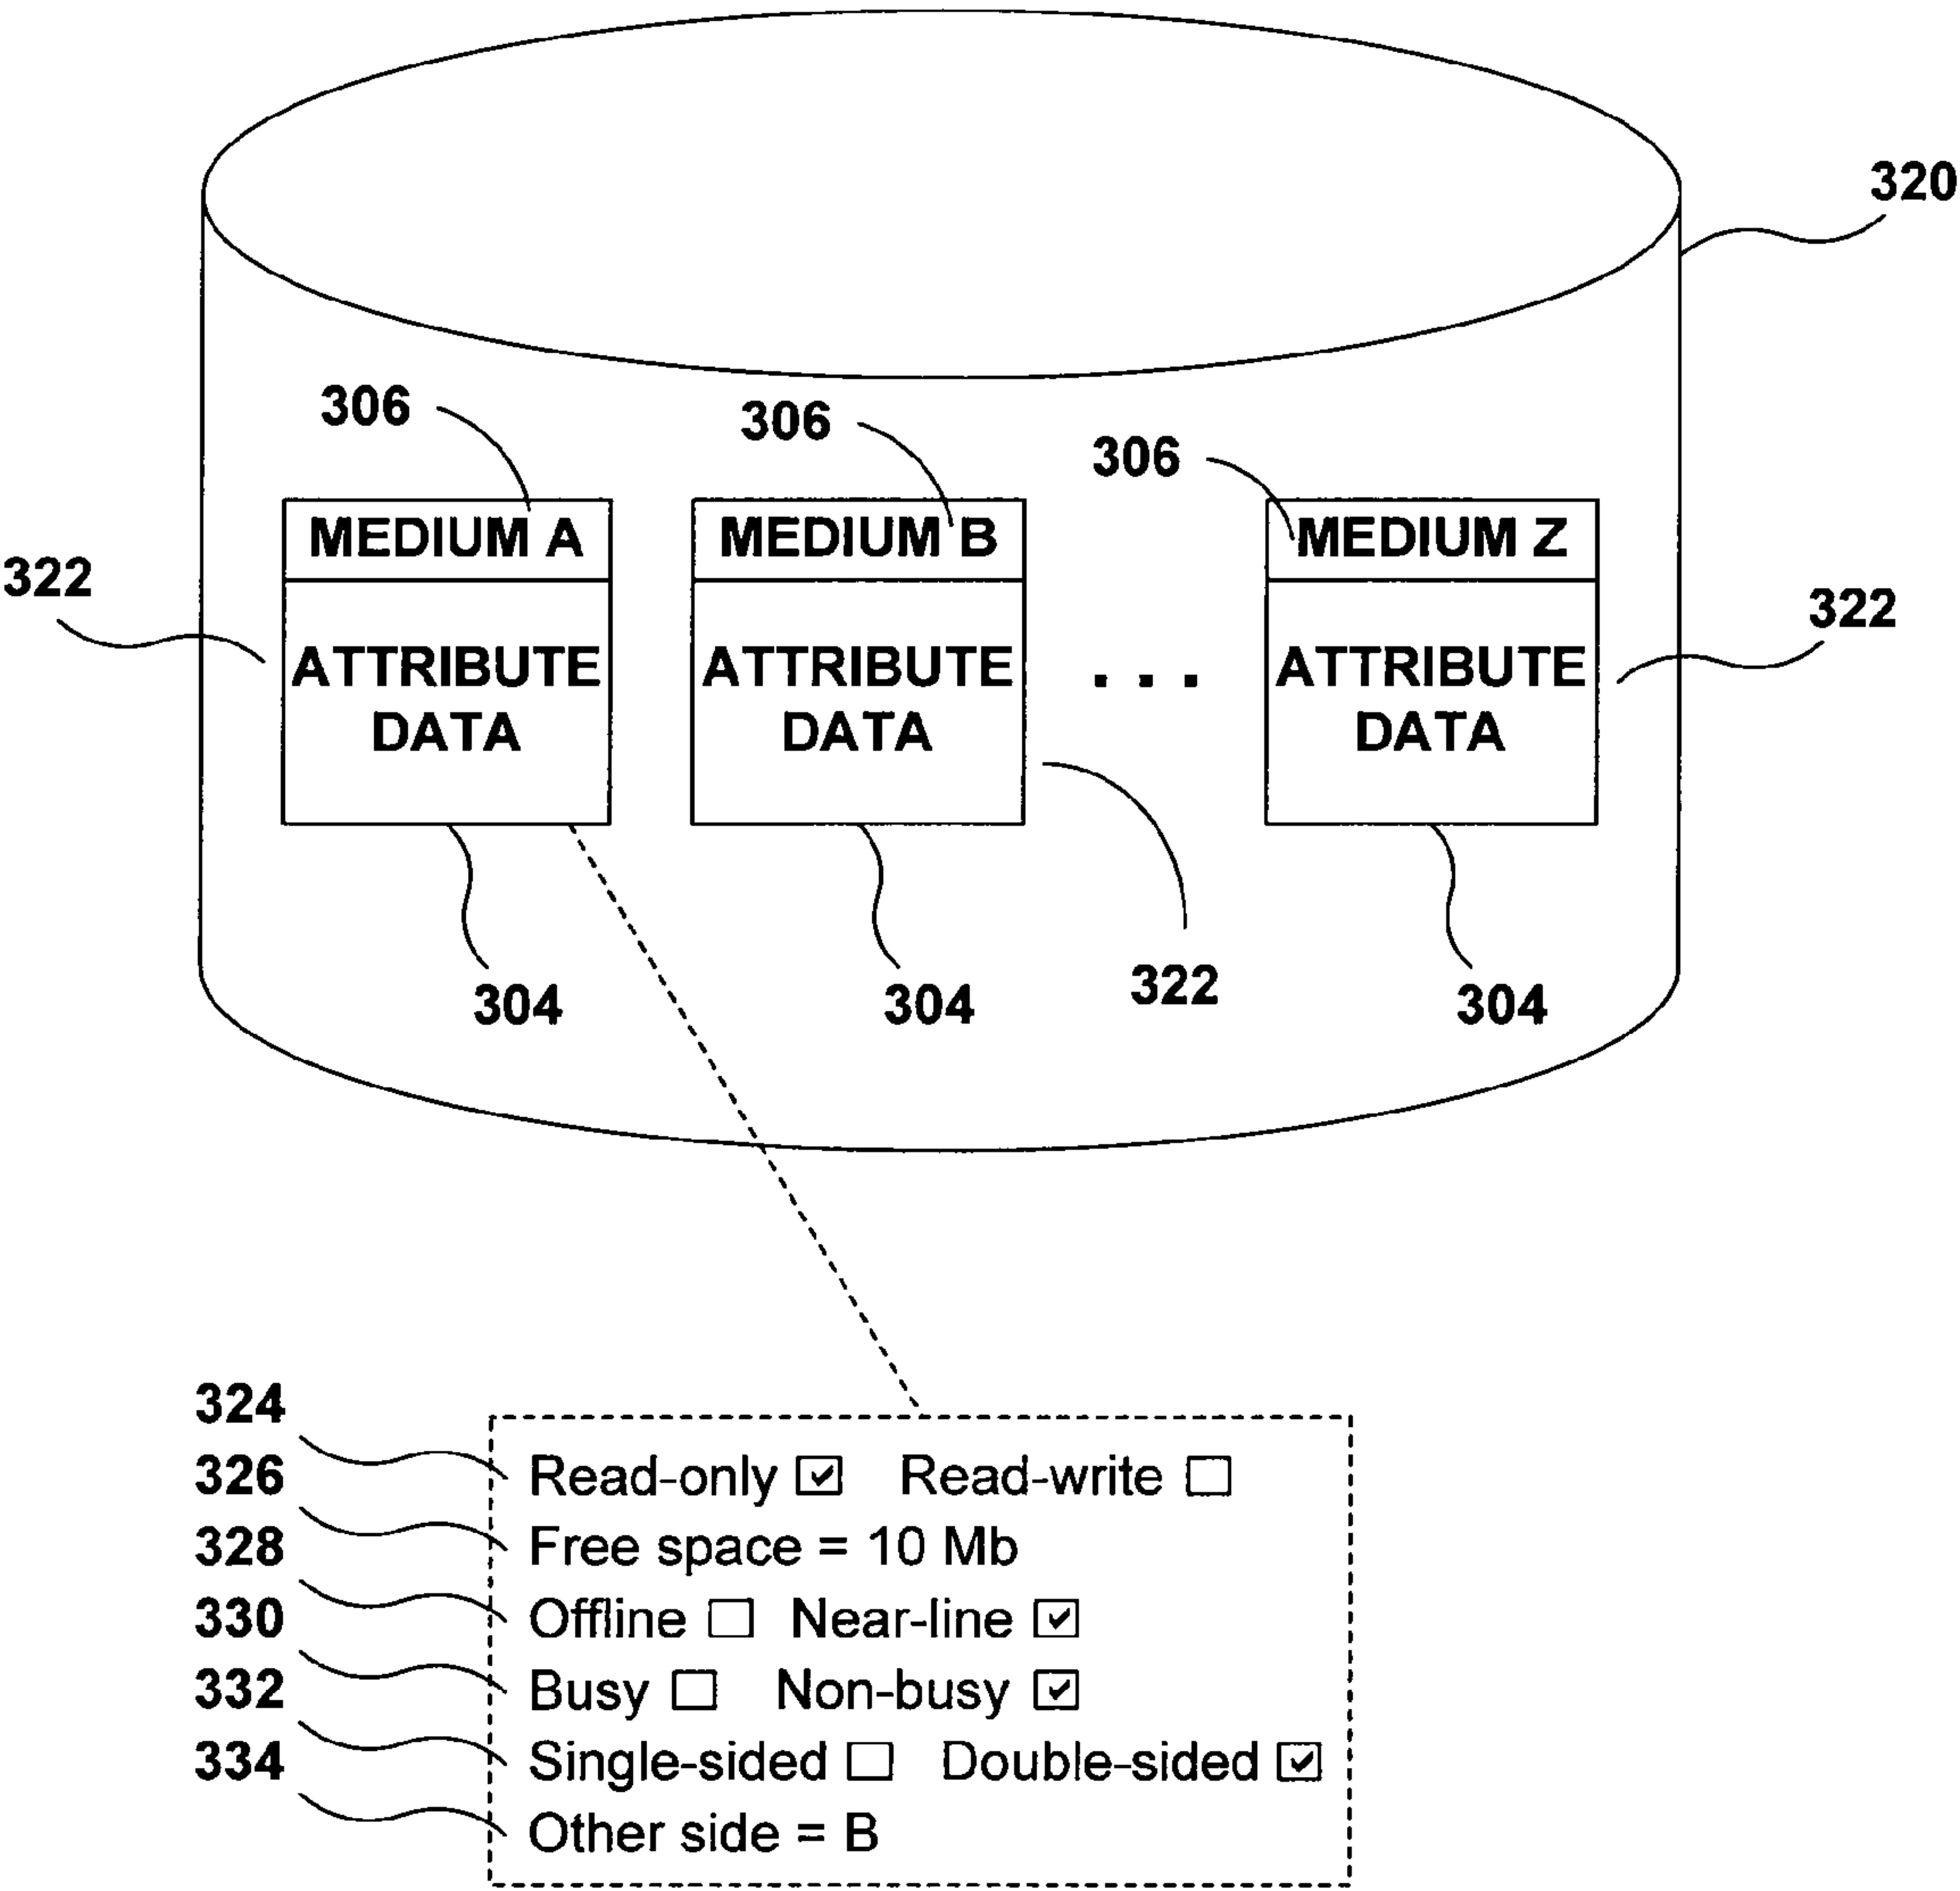 320
306
306
306
MEDIUM A
MEDIUM B
MEDIUM Z
322
322
ATTRIBUTE
DATA
ATTRIBUTE
DATA
. . .
ATTRIBUTE
DATA
304
304
322
304
324
326
328
330
332
334
Read-only ☑ Read-write ☐
Free space = 10 Mb
Offline ☐ Near-line ☑
Busy ☐ Non-busy ☑
Single-sided ☐ Double-sided ☑
Other side = B